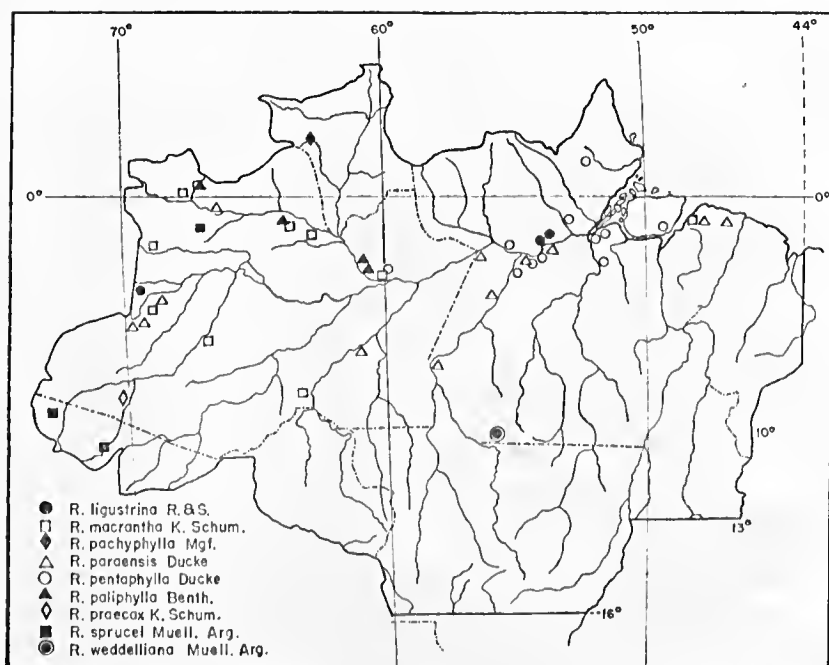 70° 60° 50° 44°
0° 0°
10°
13°
16°
R. ligustrina R.&S.
R. macrantha K. Schum.
R. pachyphylla Mgf.
R. paraensis Ducke
R. pentaphylla Ducke
R. paliphylla Benth.
R. praecox K. Schum.
R. sprucei Muell. Arg.
R. weddelliana Muell. Arg.